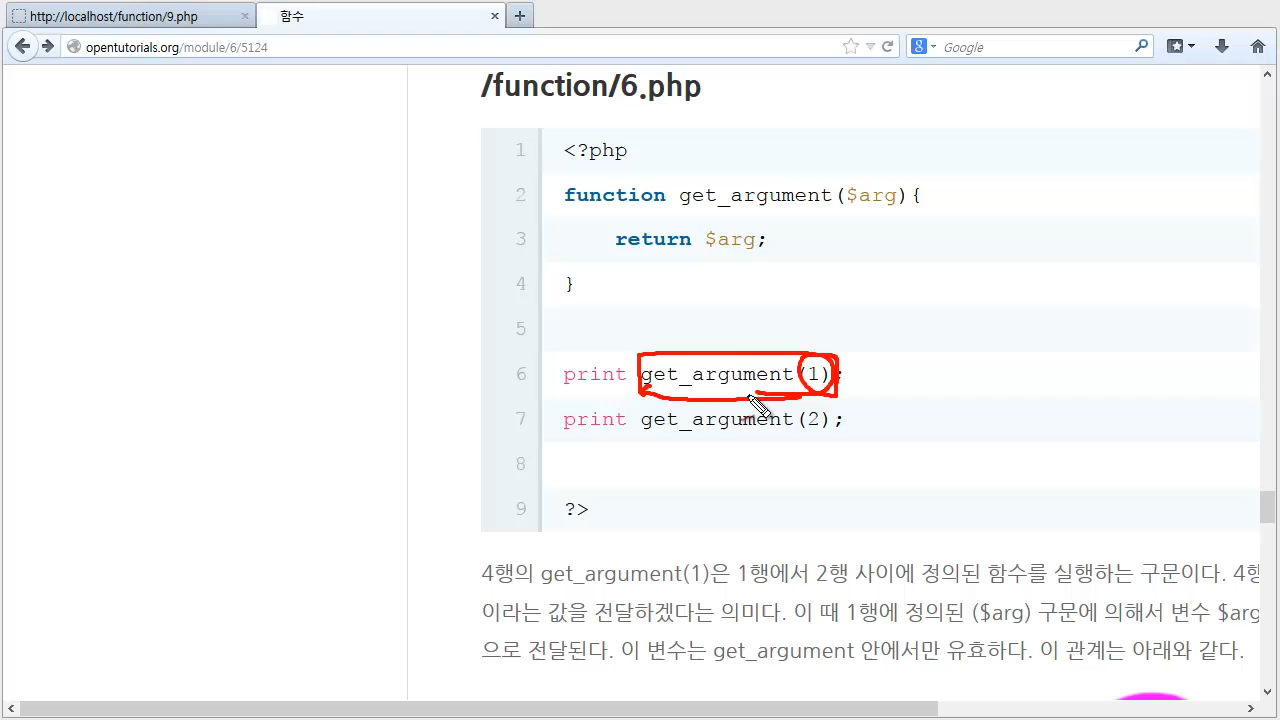 http://localhost/function/9.php
함수
opentutorials.org/module/6/5124
Google
/function/6.php
1 <?php
2 function get_argument($arg){
3 return $arg;
4 }
5
6 print get_argument(1);
7 print get_argument(2);
8
9 ?>
4행의 get_argument(1)은 1행에서 2행 사이에 정의된 함수를 실행하는 구문이다. 4행
이라는 값을 전달하겠다는 의미다. 이 때 1행에 정의된 ($arg) 구문에 의해서 변수 $arg
으로 전달된다. 이 변수는 get_argument 안에서만 유효하다. 이 관계는 아래와 같다.